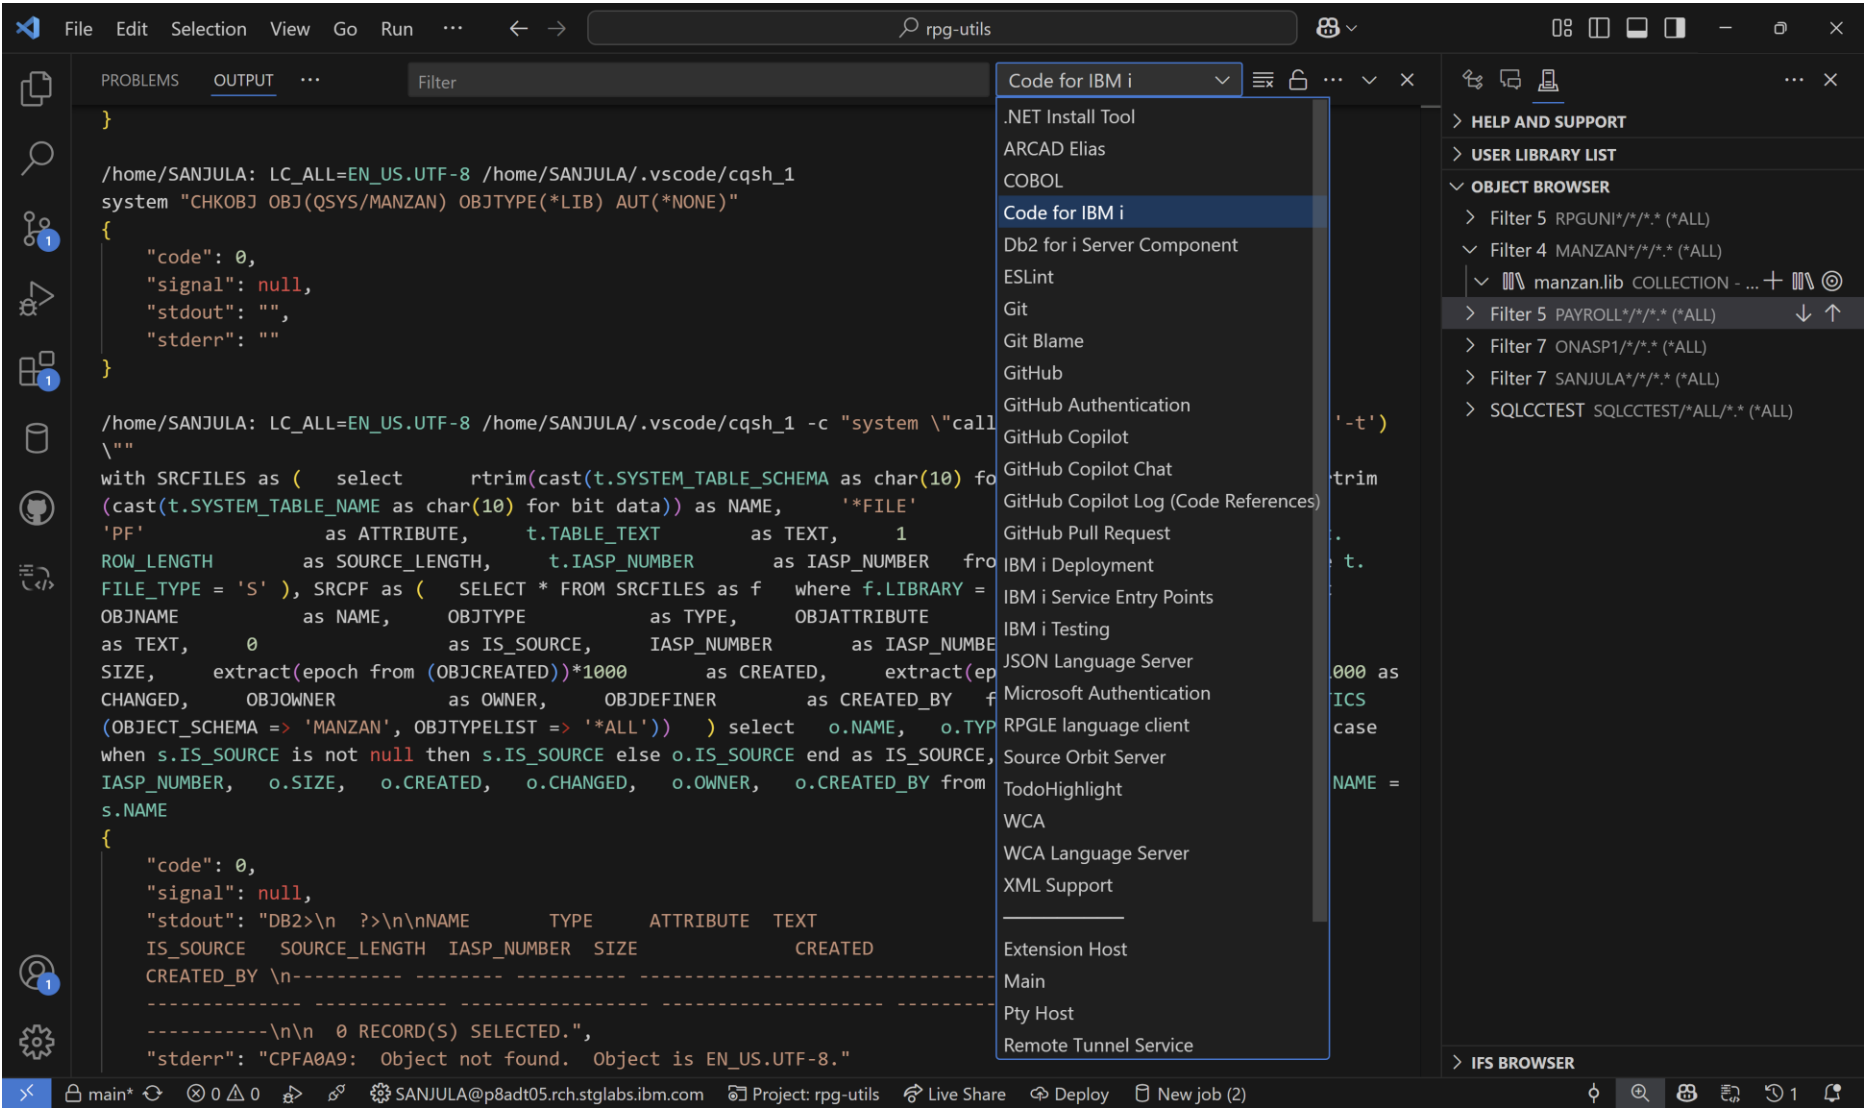 File Edit Selection View Go Run ··· rpg-utils
PROBLEMS OUTPUT ··· Filter Code for IBM i
}
/home/SANJULA: LC_ALL=EN_US.UTF-8 /home/SANJULA/.vscode/cqsh_1
system "CHKOBJ OBJ(QSYS/MANZAN) OBJTYPE(*LIB) AUT(*NONE)"
{
"code": 0,
"signal": null,
"stdout": "",
"stderr": ""
}
/home/SANJULA: LC_ALL=EN_US.UTF-8 /home/SANJULA/.vscode/cqsh_1 -c "system \"call '-t')
\""
with SRCFILES as ( select rtrim(cast(t.SYSTEM_TABLE_SCHEMA as char(10) fo trim
(cast(t.SYSTEM_TABLE_NAME as char(10) for bit data)) as NAME, '*FILE'
'PF' as ATTRIBUTE, t.TABLE_TEXT as TEXT, 1 .
ROW_LENGTH as SOURCE_LENGTH, t.IASP_NUMBER as IASP_NUMBER fro t.
FILE_TYPE = 'S' ), SRCPF as ( SELECT * FROM SRCFILES as f where f.LIBRARY =
OBJNAME as NAME, OBJTYPE as TYPE, OBJATTRIBUTE
as TEXT, 0 as IS_SOURCE, IASP_NUMBER as IASP_NUMBE
SIZE, extract(epoch from (OBJCREATED))*1000 as CREATED, extract(ep 000 as
CHANGED, OBJOWNER as OWNER, OBJDEFINER as CREATED_BY f ICS
(OBJECT_SCHEMA => 'MANZAN', OBJTYPELIST => '*ALL')) ) select o.NAME, o.TYP case
when s.IS_SOURCE is not null then s.IS_SOURCE else o.IS_SOURCE end as IS_SOURCE,
IASP_NUMBER, o.SIZE, o.CREATED, o.CHANGED, o.OWNER, o.CREATED_BY from NAME =
s.NAME
{
"code": 0,
"signal": null,
"stdout": "DB2>\n ?>\n\nNAME TYPE ATTRIBUTE TEXT
IS_SOURCE SOURCE_LENGTH IASP_NUMBER SIZE CREATED
CREATED_BY \n---------- -------- ---------- --------------------------------
-------------- ------------ ----------------- -------------------- ---------
-----------\n\n 0 RECORD(S) SELECTED.",
"stderr": "CPFA0A9: Object not found. Object is EN_US.UTF-8."
.NET Install Tool
ARCAD Elias
COBOL
Code for IBM i
Db2 for i Server Component
ESLint
Git
Git Blame
GitHub
GitHub Authentication
GitHub Copilot
GitHub Copilot Chat
GitHub Copilot Log (Code References)
GitHub Pull Request
IBM i Deployment
IBM i Service Entry Points
IBM i Testing
JSON Language Server
Microsoft Authentication
RPGLE language client
Source Orbit Server
TodoHighlight
WCA
WCA Language Server
XML Support
Extension Host
Main
Pty Host
Remote Tunnel Service
HELP AND SUPPORT
USER LIBRARY LIST
OBJECT BROWSER
Filter 5 RPGUNI*/*/*.* (*ALL)
Filter 4 MANZAN*/*/*.* (*ALL)
manzan.lib COLLECTION - ...
Filter 5 PAYROLL*/*/*.* (*ALL)
Filter 7 ONASP1/*/*.* (*ALL)
Filter 7 SANJULA*/*/*.* (*ALL)
SQLCCTEST SQLCCTEST/*ALL/*.* (*ALL)
IFS BROWSER
1
1
1
main* 0 0 SANJULA@p8adt05.rch.stglabs.ibm.com Project: rpg-utils Live Share Deploy New job (2) 1